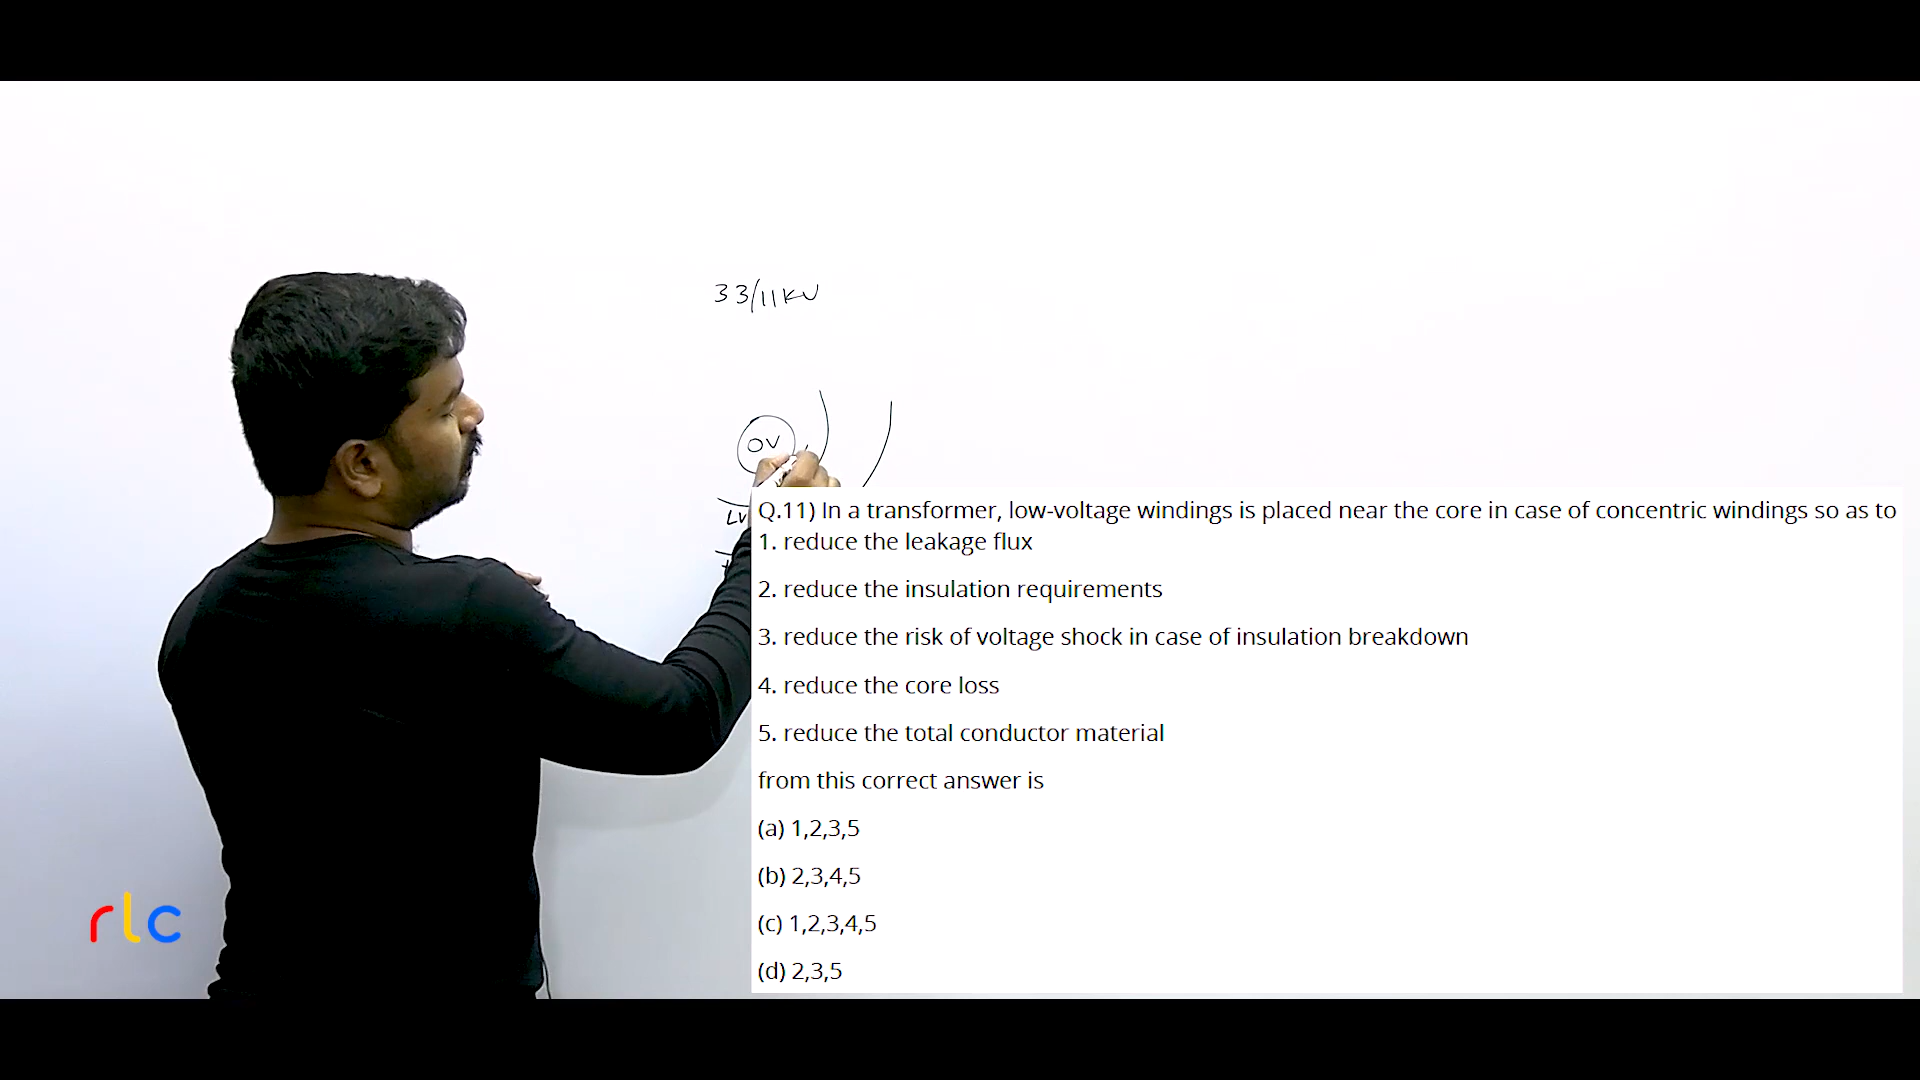 33/11KV
OV
LV
Q.11) In a transformer, low-voltage windings is placed near the core in case of concentric windings so as to
1. reduce the leakage flux
2. reduce the insulation requirements
3. reduce the risk of voltage shock in case of insulation breakdown
4. reduce the core loss
5. reduce the total conductor material
from this correct answer is
(a) 1,2,3,5
(b) 2,3,4,5
(c) 1,2,3,4,5
(d) 2,3,5
rlc